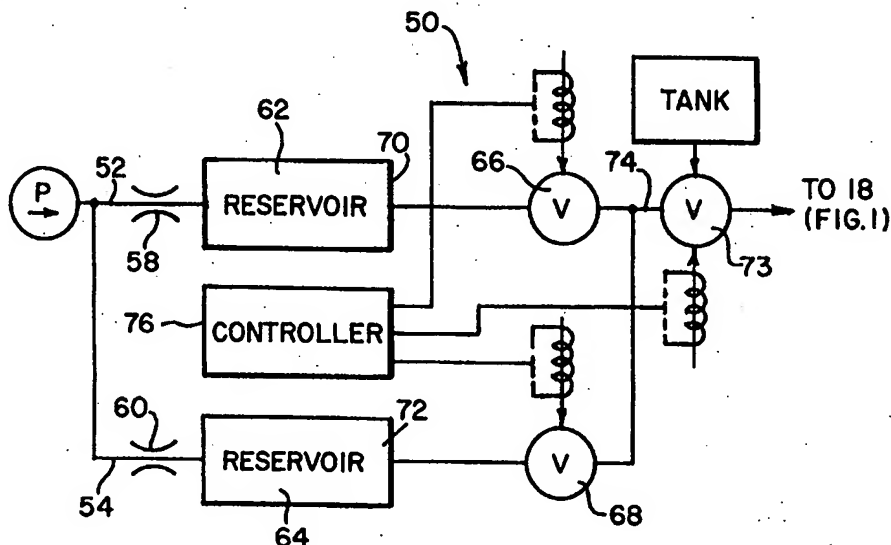 50
TANK
62
70
66
74
P
52
RESERVOIR
V
V
TO 18
(FIG. 1)
58
73
76
CONTROLLER
60
72
54
RESERVOIR
V
64
68